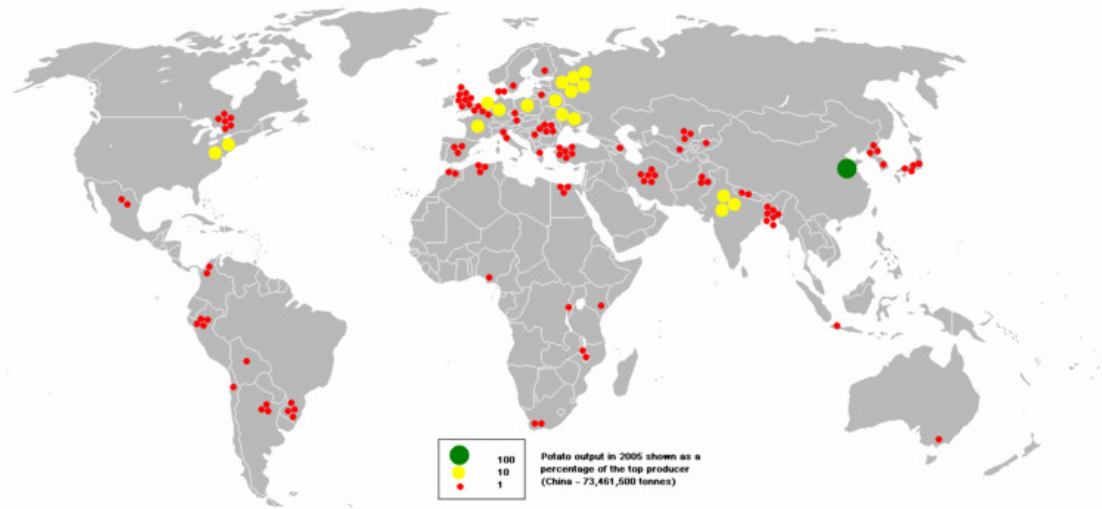 100
10
1
Potato output in 2005 shown as a
percentage of the top producer
(China - 73,461,500 tonnes)